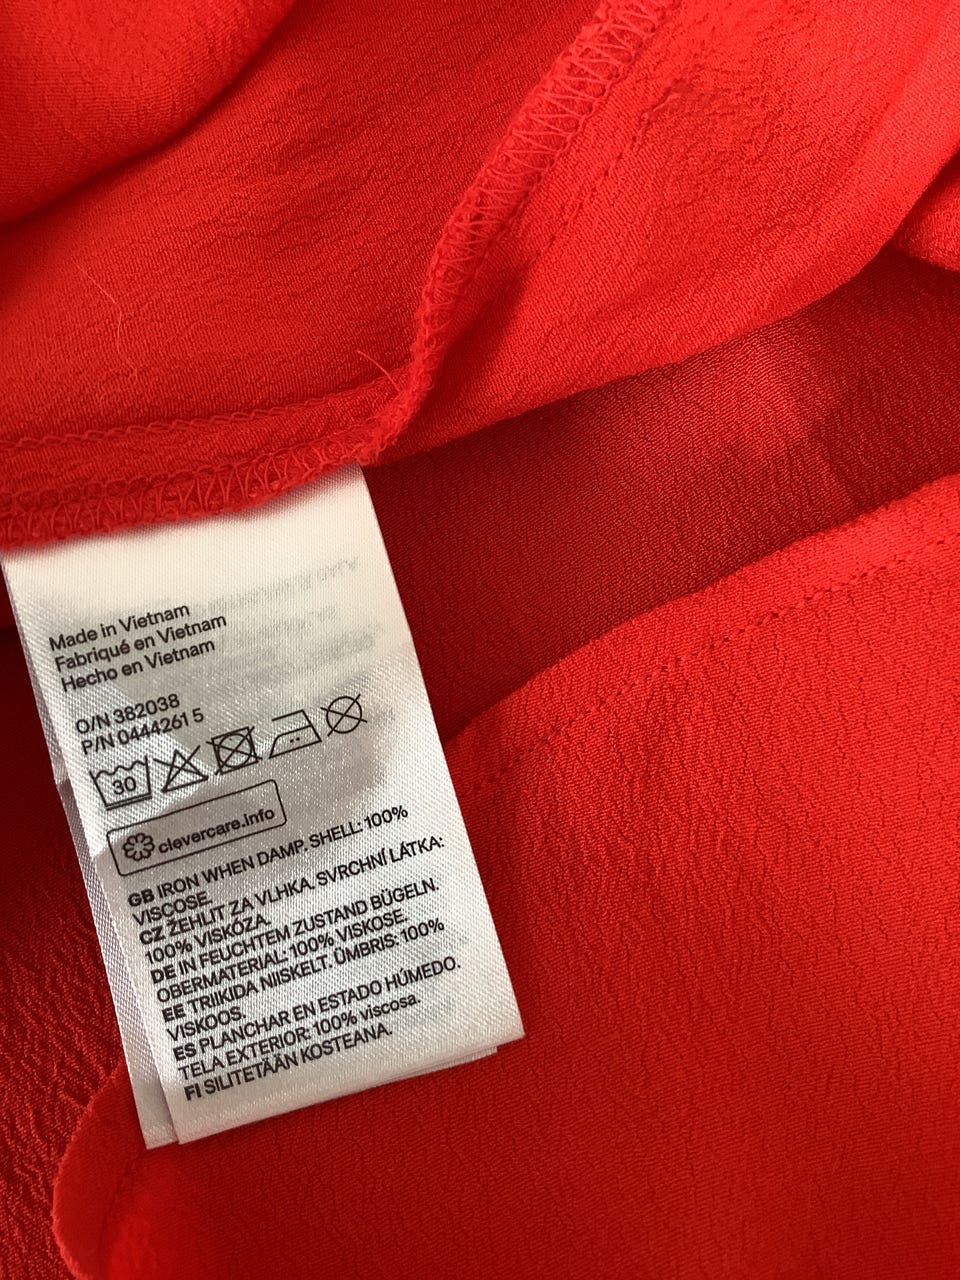 Made in Vietnam
Fabriqué en Vietnam
Hecho en Vietnam
O/N 382038
P/N 0444261 5
30
clevercare.info
GB IRON WHEN DAMP. SHELL: 100%
VISCOSE.
CZ ŽEHLIT ZA VLHKA. SVRCHNÍ LÁTKA:
100% VISKÓZA.
DE IN FEUCHTEM ZUSTAND BÜGELN.
OBERMATERIAL: 100% VISKOSE.
EE TRIIKIDA NIISKELT. ÜMBRIS: 100%
VISKOOS.
ES PLANCHAR EN ESTADO HÚMEDO.
TELA EXTERIOR: 100% viscosa.
FI SILITETÄÄN KOSTEANA.